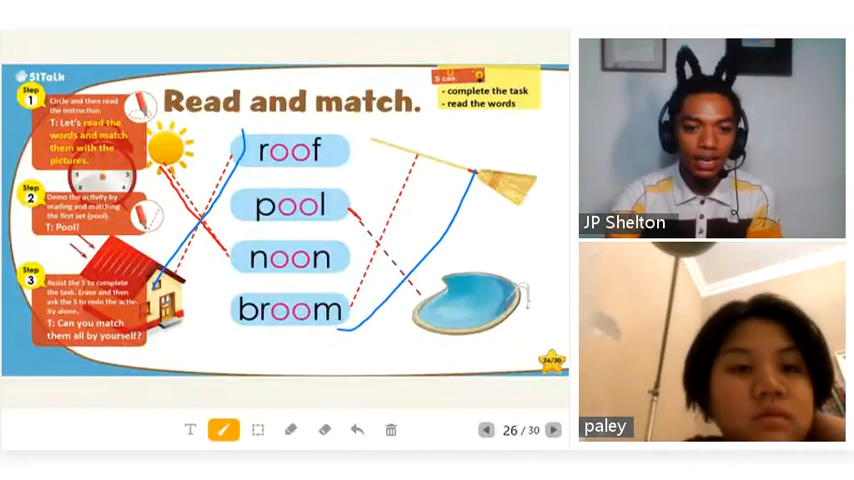 51Talk
Step
1
Circle and then read
the instruction.
T: Let's read the
words and match
them with the
pictures.
Step
2
Demo the activity by
reading and matching
the first set (pool).
T: Pool!
Step
3
Assist the S to complete
the task. Erase and then
ask the S to redo the activ-
ity alone.
T: Can you match
them all by yourself?
Read and match.
S can:
- complete the task
- read the words
roof
pool
noon
broom
26/30
T
26 / 30
JP Shelton
paley